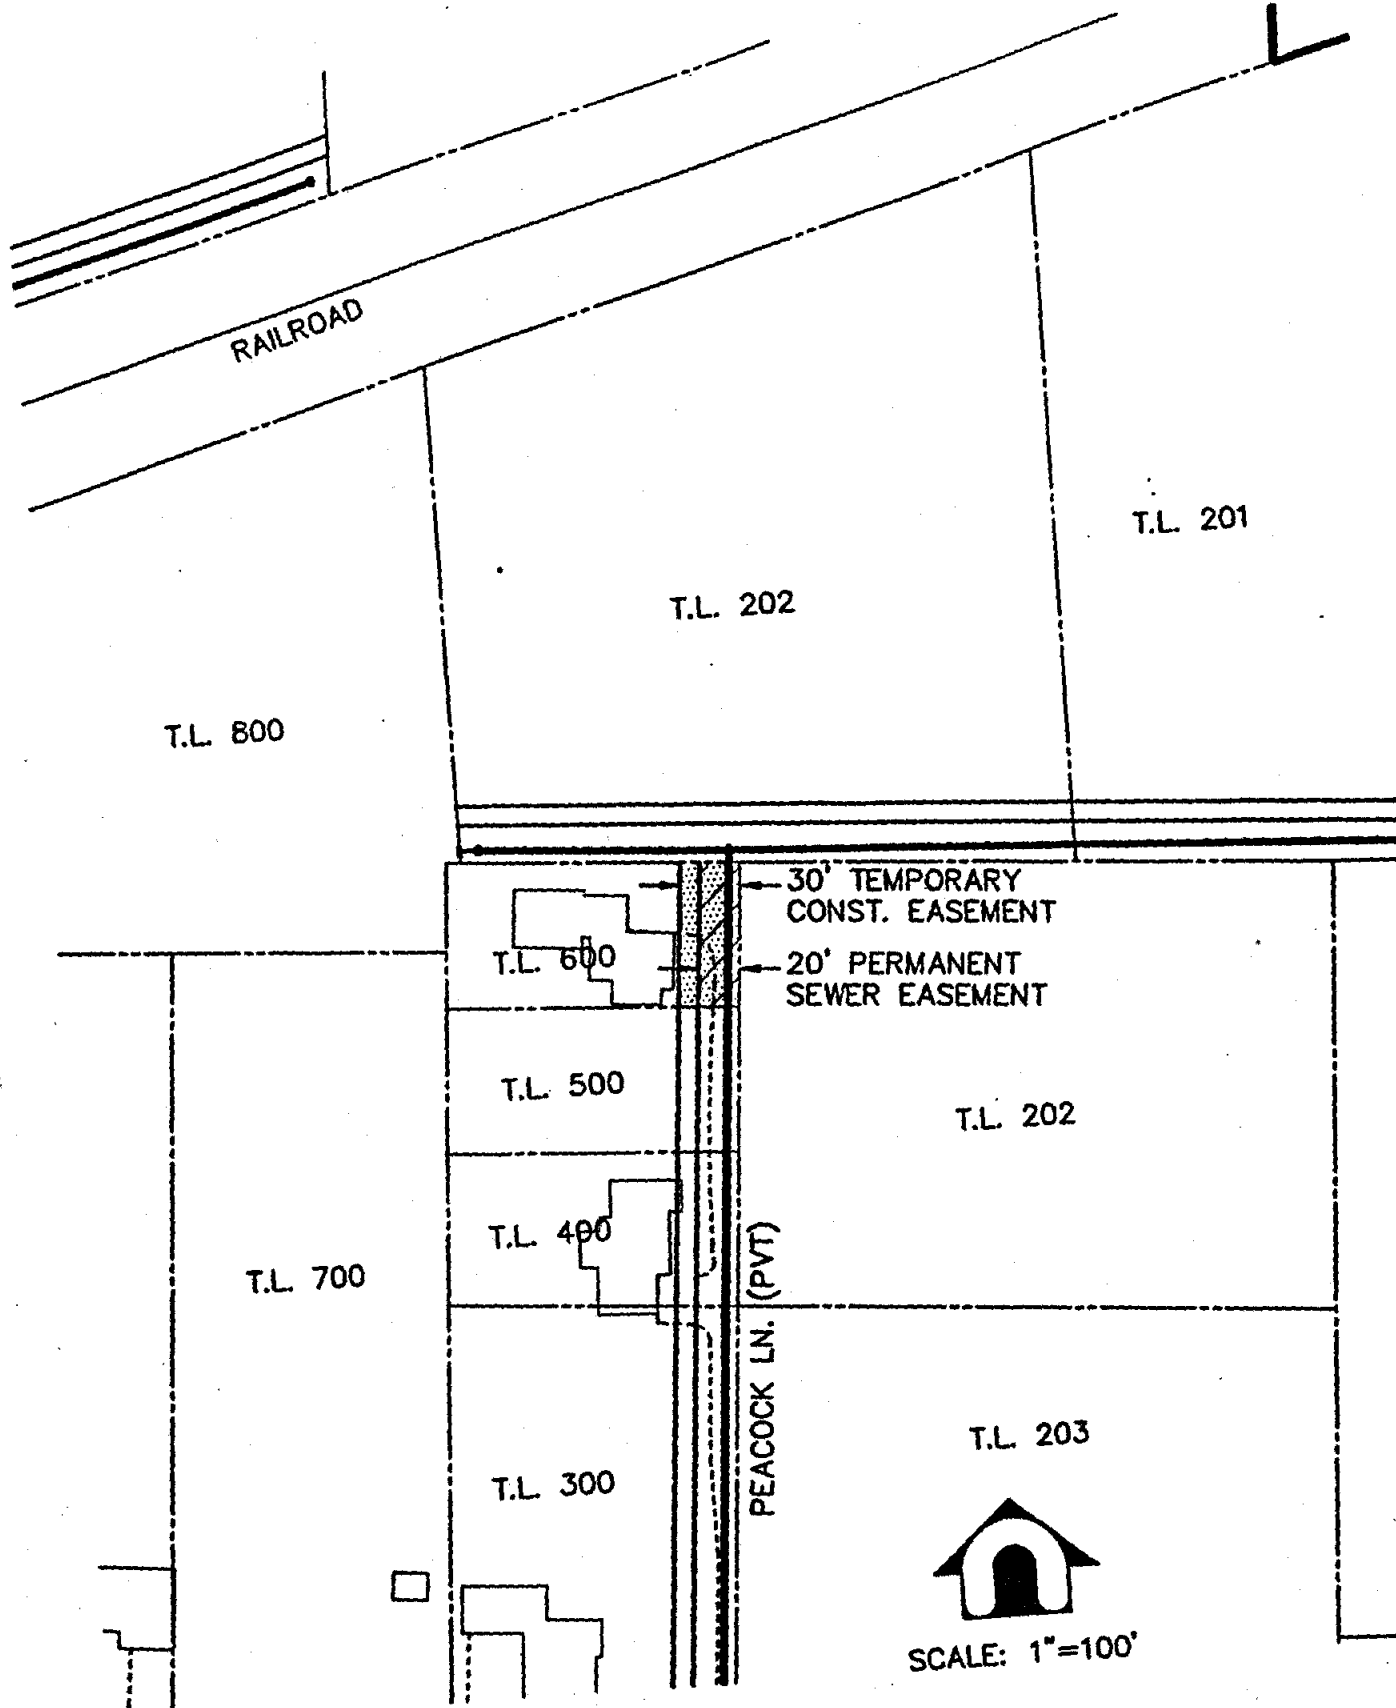 RAILROAD
T.L. 201
T.L. 202
T.L. 800
30' TEMPORARY
CONST. EASEMENT
T.L. 600
20' PERMANENT
SEWER EASEMENT
T.L. 500
T.L. 202
T.L. 400
T.L. 700
PEACOCK LN. (PVT)
T.L. 203
T.L. 300
SCALE: 1"=100'